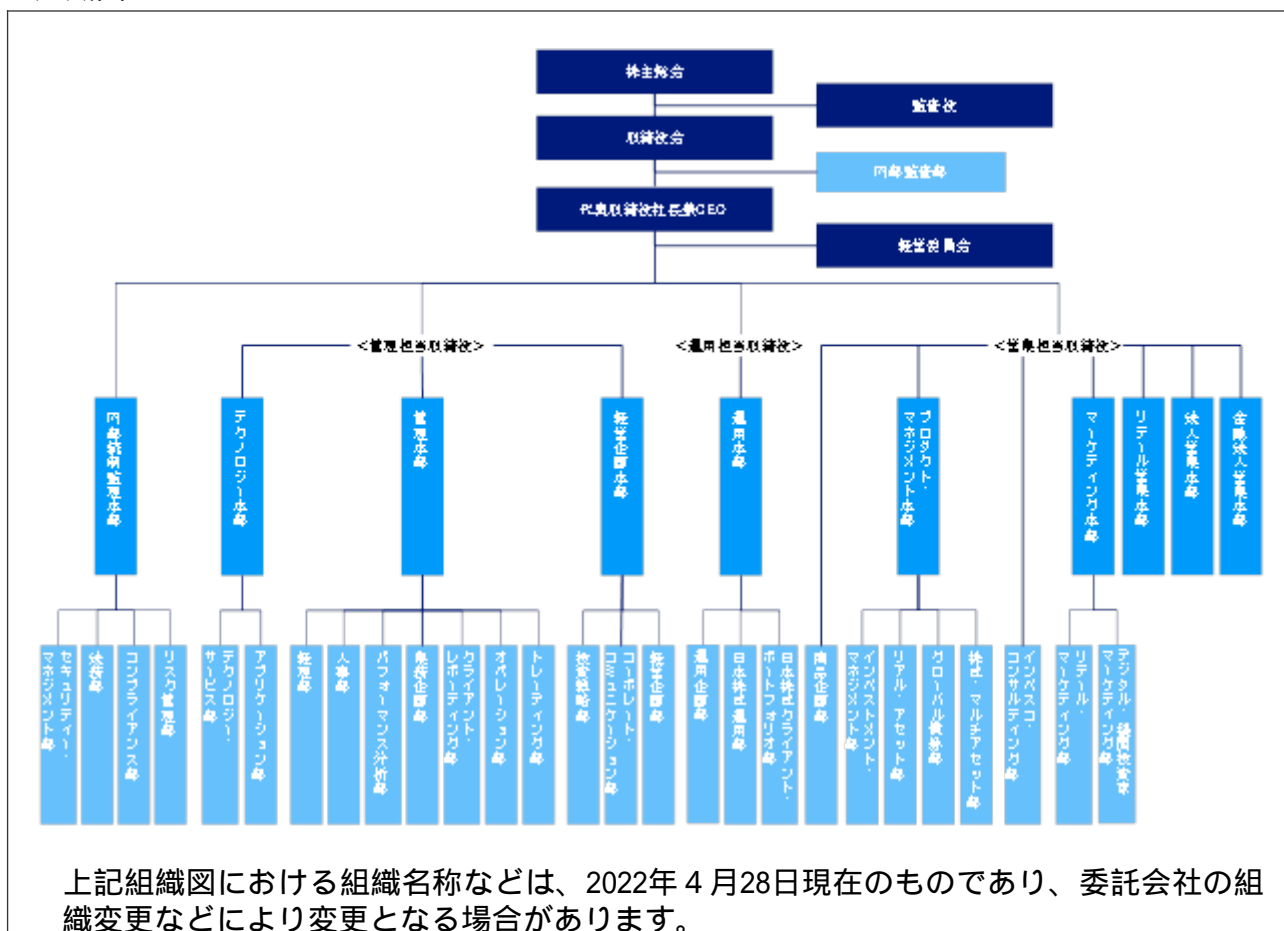 株主総会
監査役
取締役会
内部監査部
代表取締役社長兼CEO
経営委員会
<管理担当取締役>
<運用担当取締役>
<営業担当取締役>
内部統制監理本部
テクノロジー本部
管理本部
経営企画本部
運用本部
プロダクト・
マネジメント本部
マーケティング本部
リテール営業本部
法人営業本部
金融法人営業本部
セキュリティー・
マネジメント部
法務部
コンプライアンス部
リスク管理部
テクノロジー・
サービス部
アプリケーション部
経理部
人事部
パフォーマンス分析部
業務企画部
クライアント・
レポーティング部
オペレーション部
トレーディング部
投資戦略部
コーポレート・
コミュニケーション部
経営企画部
運用企画部
日本株式運用部
日本株式クライアント・
ポートフォリオ部
商品企画部
インベストメント・
マネジメント部
リアル・アセット部
グローバル債券部
株式・マルチアセット部
インベスコ・
コンサルティング部
リテール・
マーケティング部
デジタル・機関投資家
マーケティング部
上記組織図における組織名称などは、2022年４月28日現在のものであり、委託会社の組
織変更などにより変更となる場合があります。